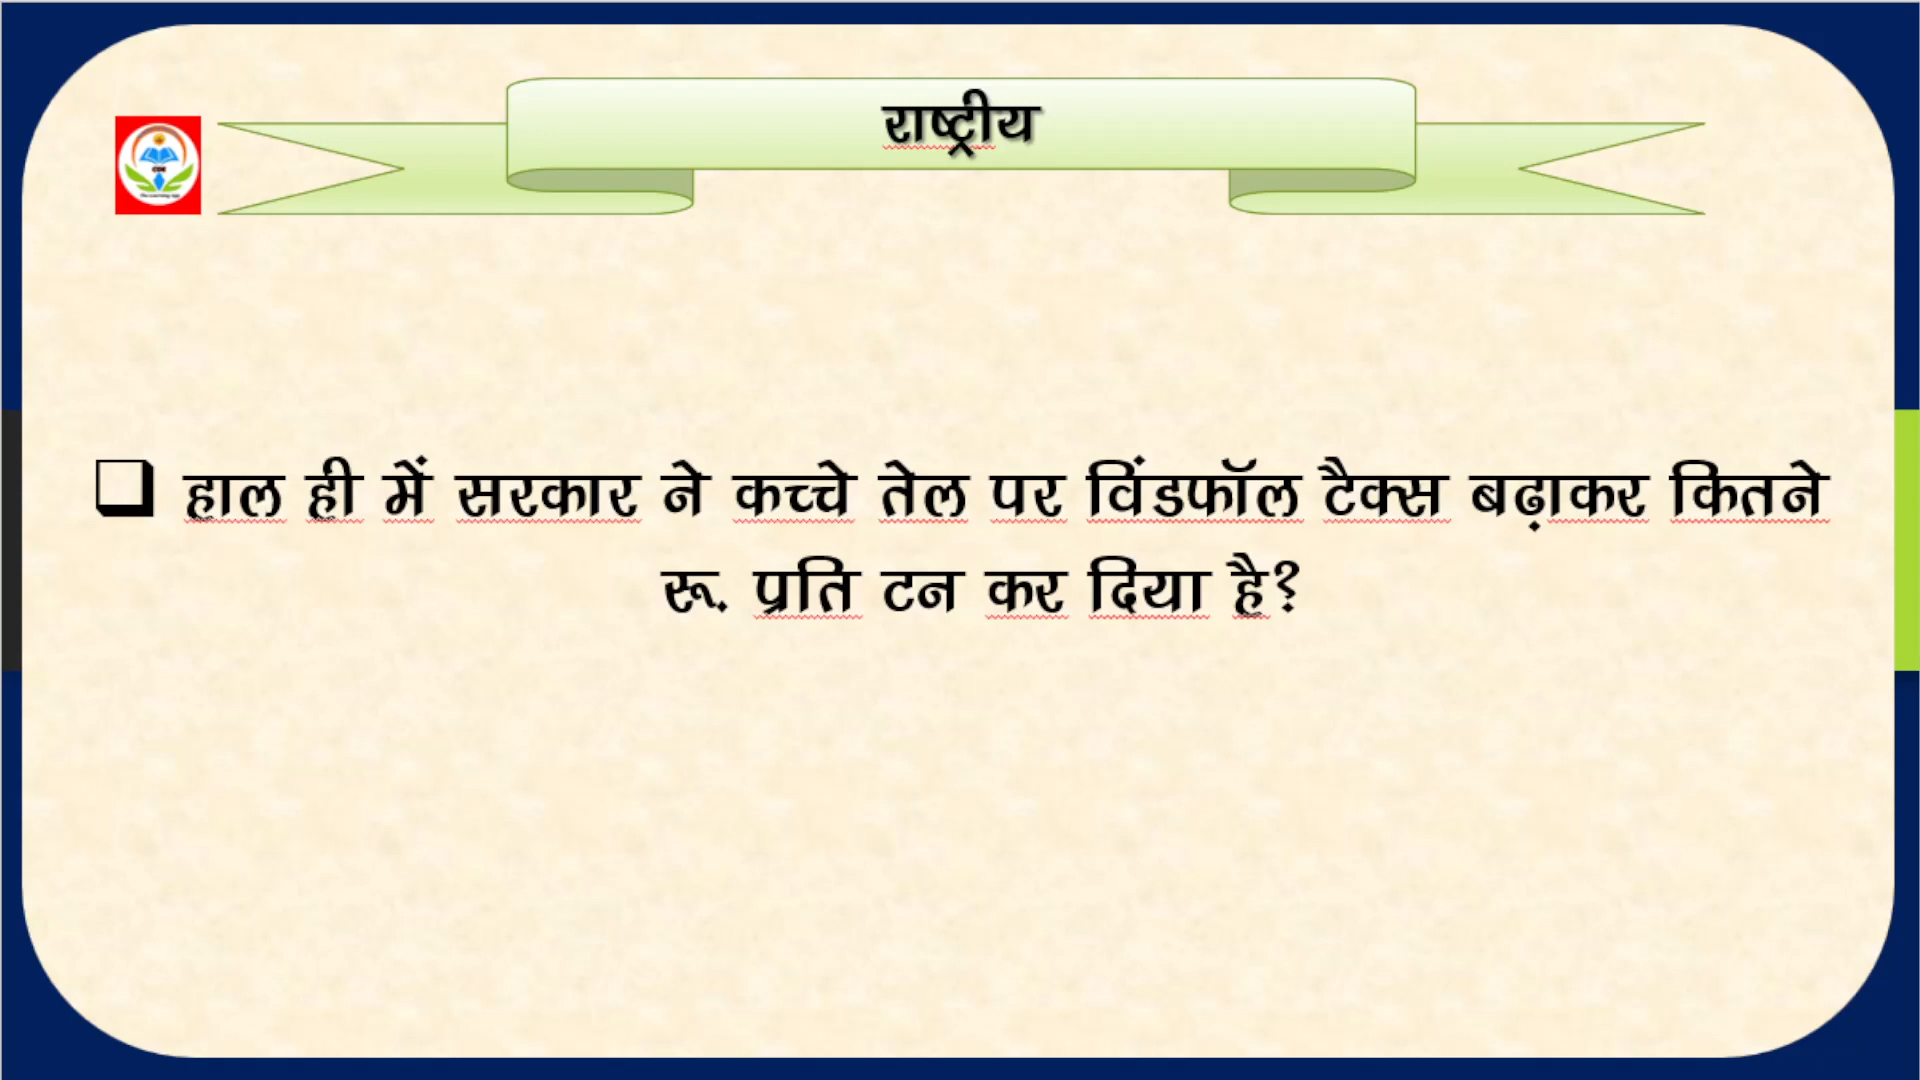 राष्ट्रीय
❑ हाल ही में सरकार ने कच्चे तेल पर विंडफॉल टैक्स बढ़ाकर कितने
रू. प्रति टन कर दिया है?